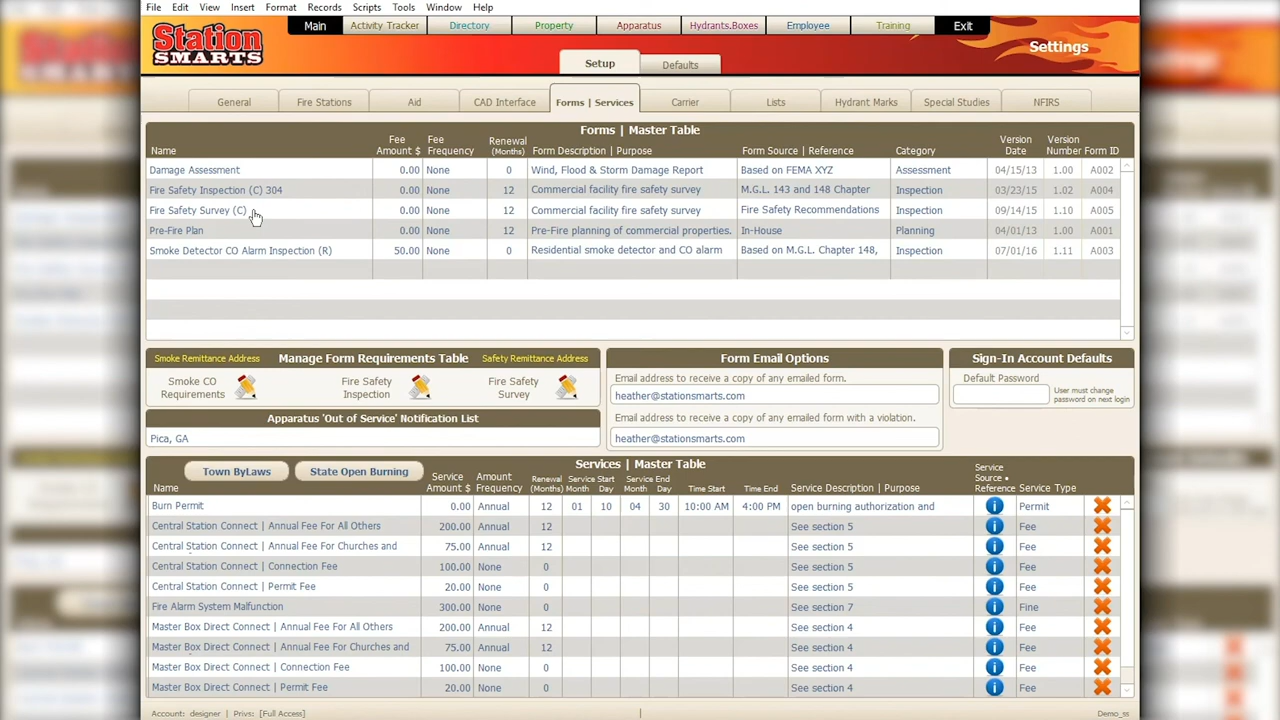 File Edit View Insert Format Records Scripts Tools Window Help
Station SMARTS
Main Activity Tracker Directory Property Apparatus Hydrants.Boxes Employee Training Exit
Settings
Setup Defaults
General Fire Stations Aid CAD Interface Forms | Services Carrier Lists Hydrant Marks Special Studies NFIRS
Forms | Master Table
Name Fee Amount $ Fee Frequency Renewal (Months) Form Description | Purpose Form Source | Reference Category Version Date Version Number Form ID
Damage Assessment 0.00 None 0 Wind, Flood & Storm Damage Report Based on FEMA XYZ Assessment 04/15/13 1.00 A002
Fire Safety Inspection (C) 304 0.00 None 12 Commercial facility fire safety survey M.G.L. 143 and 148 Chapter Inspection 03/23/15 1.02 A004
Fire Safety Survey (C) 0.00 None 12 Commercial facility fire safety survey Fire Safety Recommendations Inspection 09/14/15 1.10 A005
Pre-Fire Plan 0.00 None 12 Pre-Fire planning of commercial properties. In-House Planning 04/01/13 1.00 A001
Smoke Detector CO Alarm Inspection (R) 50.00 None 0 Residential smoke detector and CO alarm Based on M.G.L. Chapter 148, Inspection 07/01/16 1.11 A003
Smoke Remittance Address Manage Form Requirements Table Safety Remittance Address
Smoke CO Requirements
Fire Safety Inspection
Fire Safety Survey
Apparatus 'Out of Service' Notification List
Pica, GA
Form Email Options
Email address to receive a copy of any emailed form.
heather@stationsmarts.com
Email address to receive a copy of any emailed form with a violation.
heather@stationsmarts.com
Sign-In Account Defaults
Default Password
User must change password on next login
Town ByLaws State Open Burning
Services | Master Table
Name Service Amount $ Amount Frequency Renewal (Months) Service Start Month Day Service End Month Day Time Start Time End Service Description | Purpose Service Source • Reference Service Type
Burn Permit 0.00 Annual 12 01 10 04 30 10:00 AM 4:00 PM open burning authorization and Permit
Central Station Connect | Annual Fee For All Others 200.00 Annual 12 See section 5 Fee
Central Station Connect | Annual Fee For Churches and 75.00 Annual 12 See section 5 Fee
Central Station Connect | Connection Fee 100.00 None 0 See section 5 Fee
Central Station Connect | Permit Fee 20.00 None 0 See section 5 Fee
Fire Alarm System Malfunction 300.00 None 0 See section 7 Fine
Master Box Direct Connect | Annual Fee For All Others 200.00 Annual 12 See section 4 Fee
Master Box Direct Connect | Annual Fee For Churches and 75.00 Annual 12 See section 4 Fee
Master Box Direct Connect | Connection Fee 100.00 None 0 See section 4 Fee
Master Box Direct Connect | Permit Fee 20.00 None 0 See section 4 Fee
Account: designer | Privs: [Full Access] Demo_ss